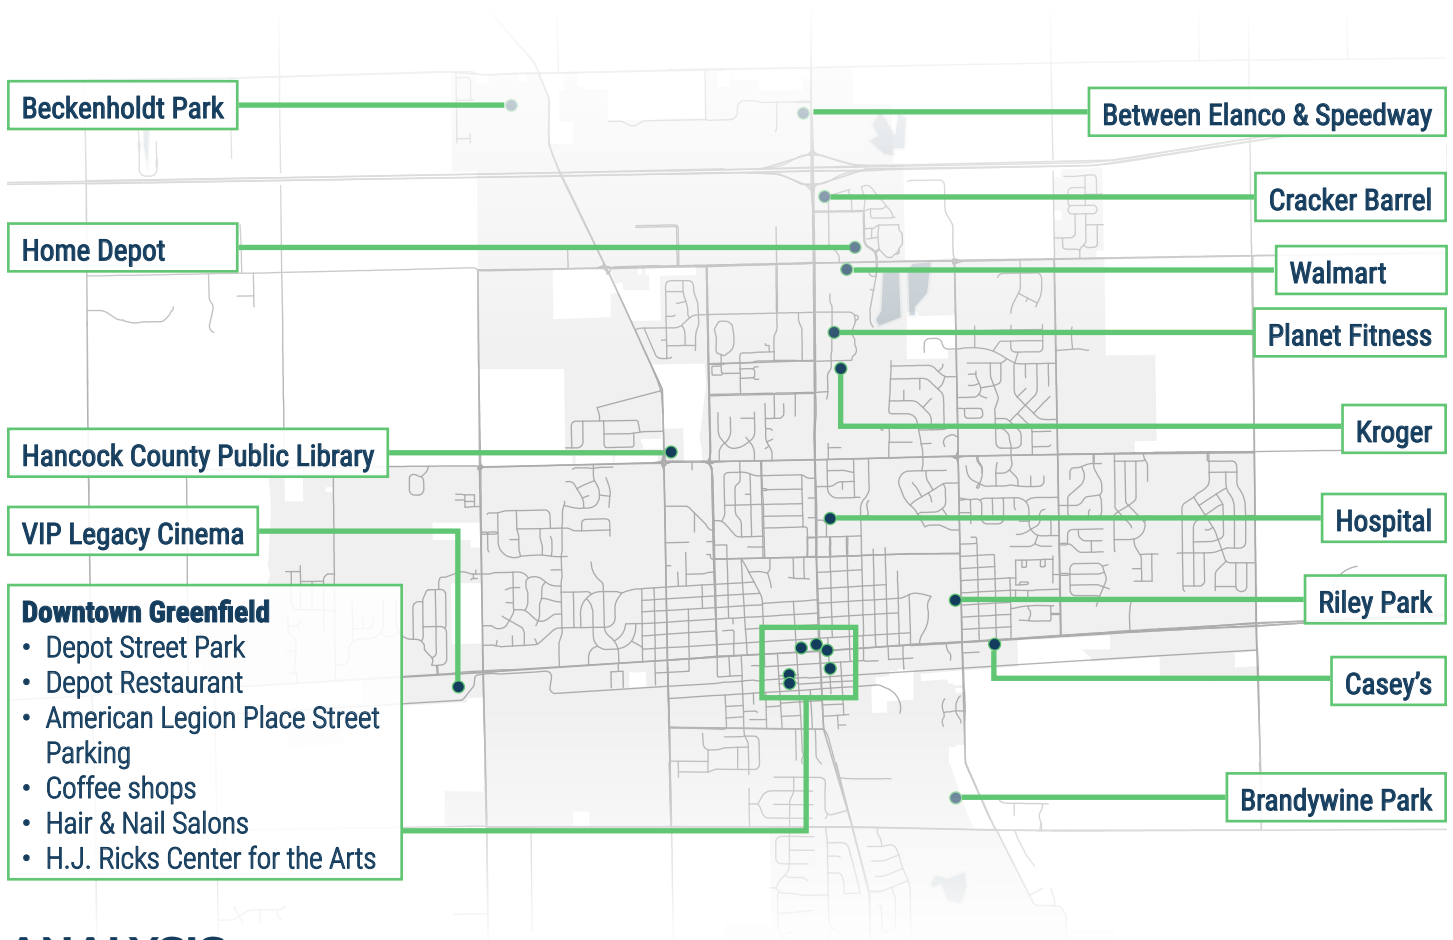 Beckenholdt Park
Between Elanco & Speedway
Cracker Barrel
Home Depot
Walmart
Planet Fitness
Kroger
Hancock County Public Library
Hospital
VIP Legacy Cinema
Riley Park
Downtown Greenfield
• Depot Street Park
• Depot Restaurant
• American Legion Place Street
Parking
• Coffee shops
• Hair & Nail Salons
• H.J. Ricks Center for the Arts
Casey's
Brandywine Park
ANALYSIS